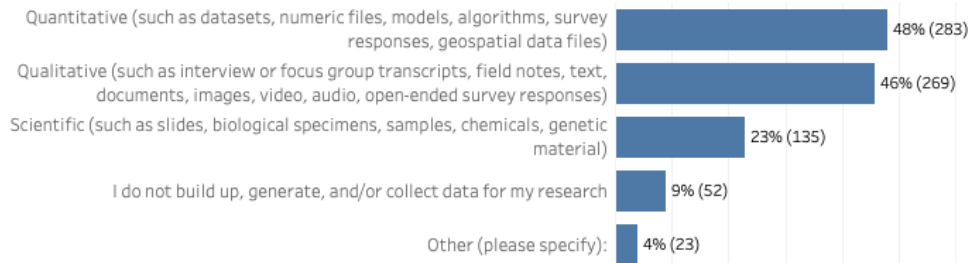 Quantitative (such as datasets, numeric files, models, algorithms, survey
responses, geospatial data files)
48% (283)
Qualitative (such as interview or focus group transcripts, field notes, text,
documents, images, video, audio, open-ended survey responses)
46% (269)
Scientific (such as slides, biological specimens, samples, chemicals, genetic
material)
23% (135)
I do not build up, generate, and/or collect data for my research
9% (52)
Other (please specify):
4% (23)